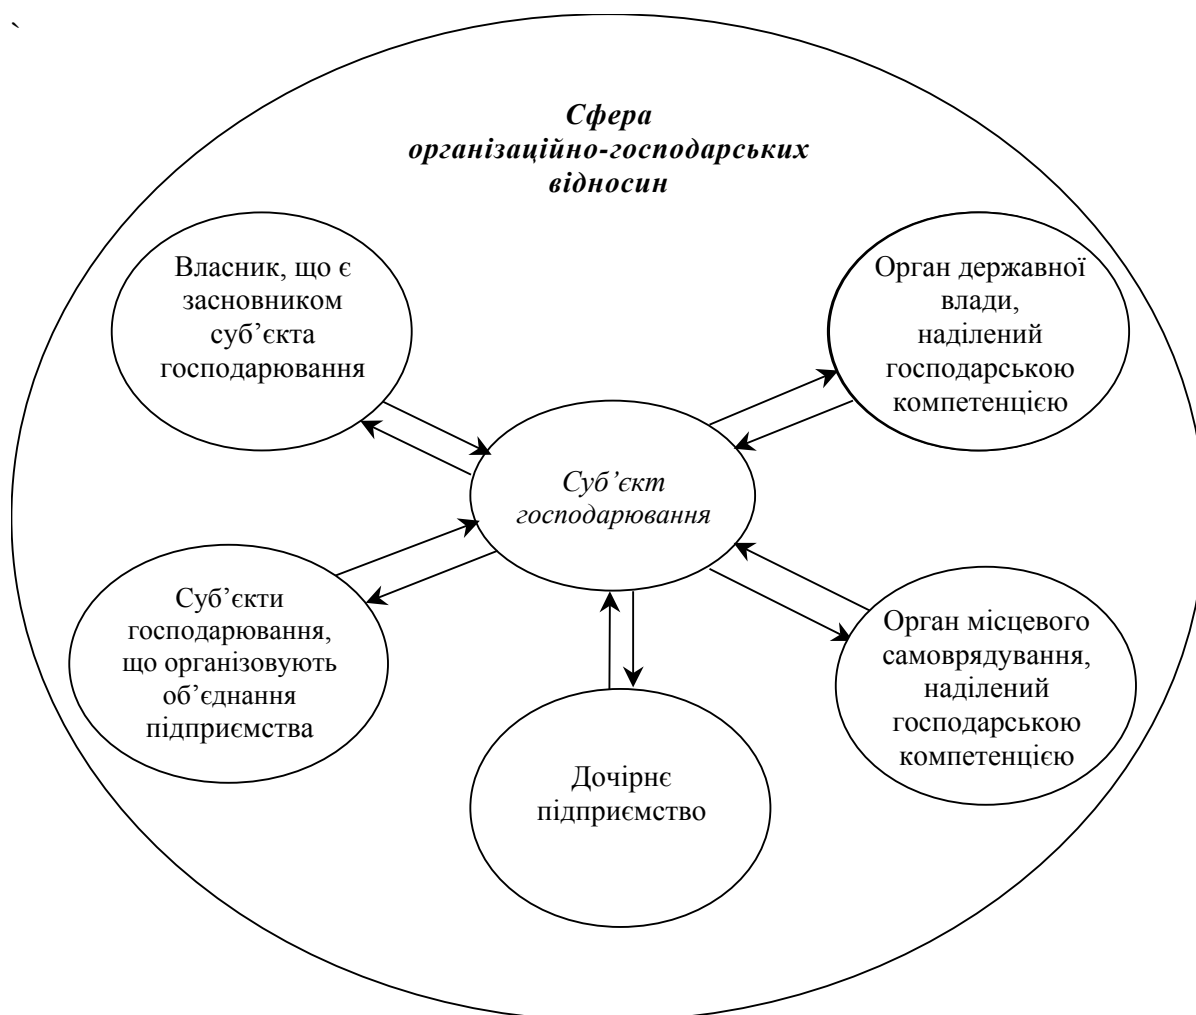 `
Сфера
організаційно-господарських
відносин
Власник, що є
засновником
суб’єкта
господарювання
Орган державної
влади,
наділений
господарською
компетенцією
Суб’єкт
господарювання
Суб’єкти
господарювання,
що організовують
об’єднання
підприємства
Орган місцевого
самоврядування,
наділений
господарською
компетенцією
Дочірнє
підприємство